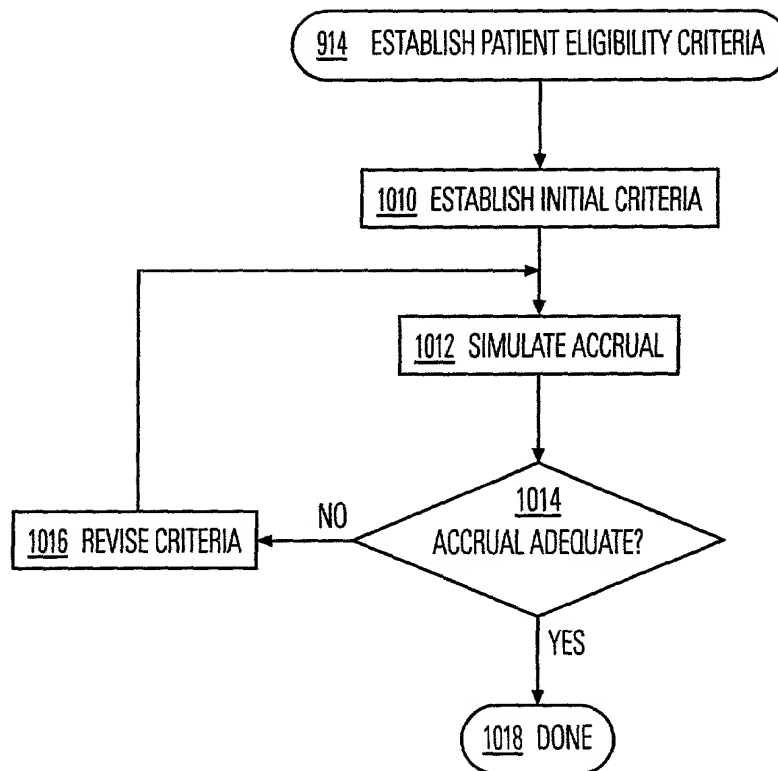 914 ESTABLISH PATIENT ELIGIBILITY CRITERIA
1010 ESTABLISH INITIAL CRITERIA
1012 SIMULATE ACCRUAL
1014
ACCRUAL ADEQUATE?
NO
1016 REVISE CRITERIA
YES
1018 DONE